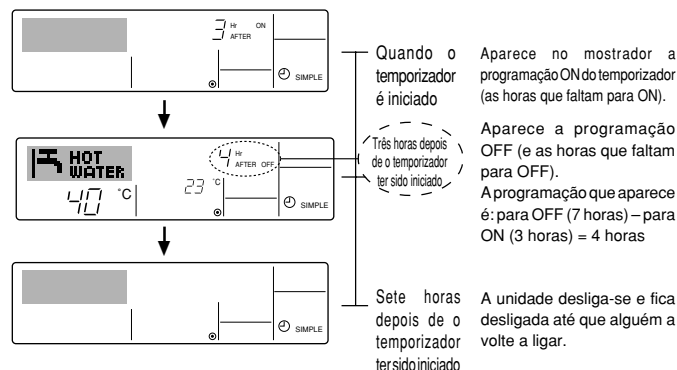 3 Hr ON
AFTER
SIMPLE
Quando o
temporizador
é iniciado
Aparece no mostrador a
programação ON do temporizador
(as horas que faltam para ON).
HOT
WATER
4 Hr
AFTER OFF
40 °C
23 °C
SIMPLE
Três horas depois
de o temporizador
ter sido iniciado
Aparece a programação
OFF (e as horas que faltam
para OFF).
A programação que aparece
é: para OFF (7 horas) – para
ON (3 horas) = 4 horas
SIMPLE
Sete horas
depois de o
temporizador
ter sido iniciado
A unidade desliga-se e fica
desligada até que alguém a
volte a ligar.